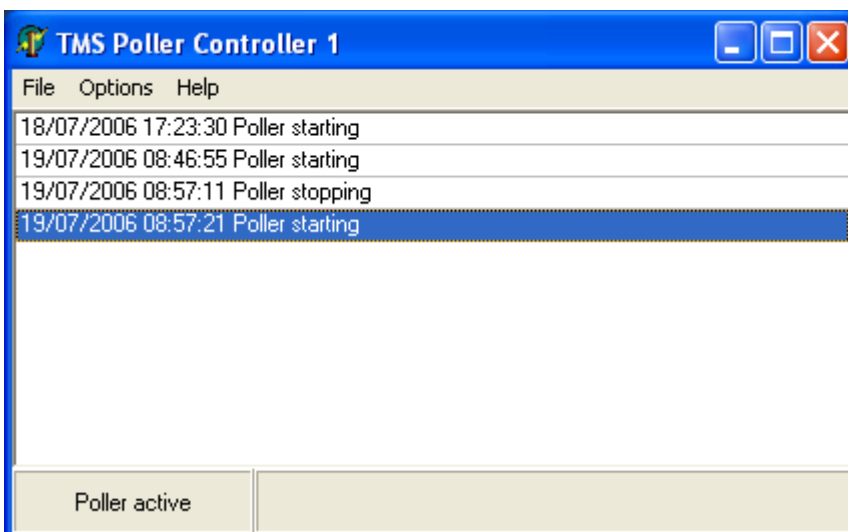 TMS Poller Controller 1
File Options Help
18/07/2006 17:23:30 Poller starting
19/07/2006 08:46:55 Poller starting
19/07/2006 08:57:11 Poller stopping
19/07/2006 08:57:21 Poller starting
Poller active